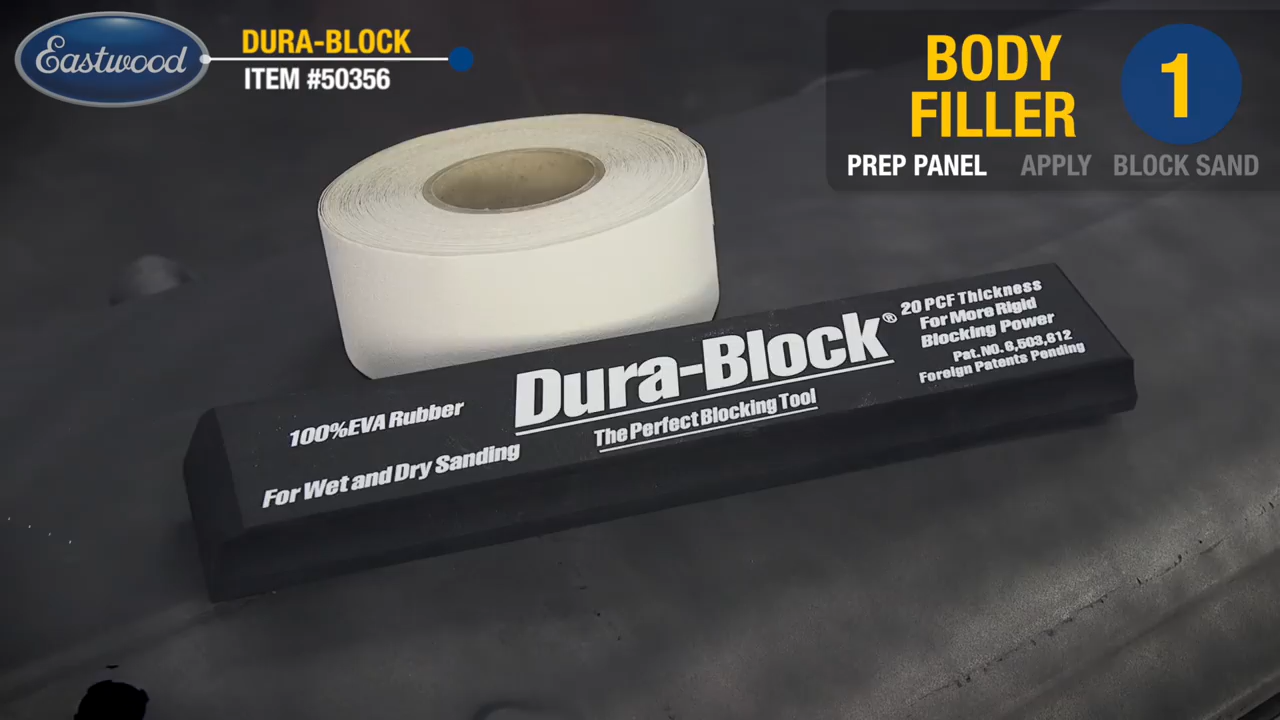 Eastwood
DURA-BLOCK
ITEM #50356
BODY
FILLER
1
PREP PANEL APPLY BLOCK SAND
100%EVA Rubber
For Wet and Dry Sanding
Dura-Block®
The Perfect Blocking Tool
20 PCF Thickness
For More Rigid
Blocking Power
Pat.NO. 6,503,612
Foreign Patents Pending